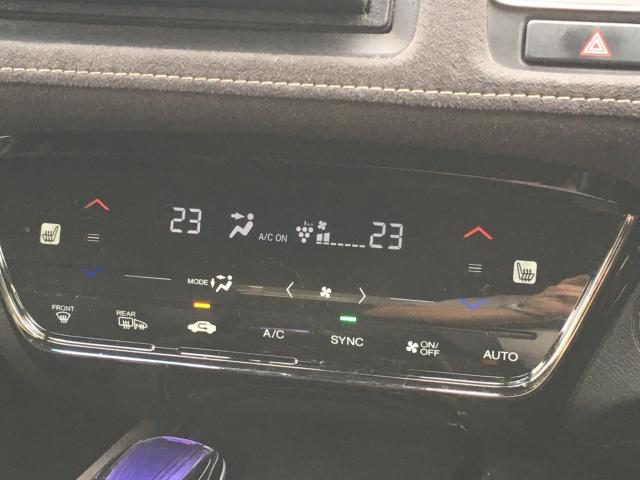 23 A/C ON 23
MODE
FRONT REAR A/C SYNC ON/OFF AUTO